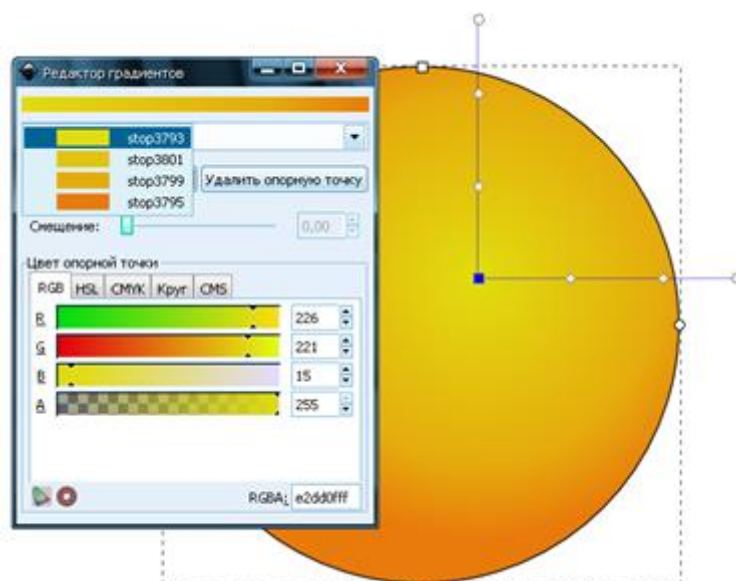 Редактор градиентов
stop3793
stop3801
stop3799
stop3795
Удалить опорную точку
Смещение:
0,00
Цвет опорной точки
RGB HSL CMYK Круг CMS
R 226
G 221
B 15
A 255
RGBA: e2dd0fff